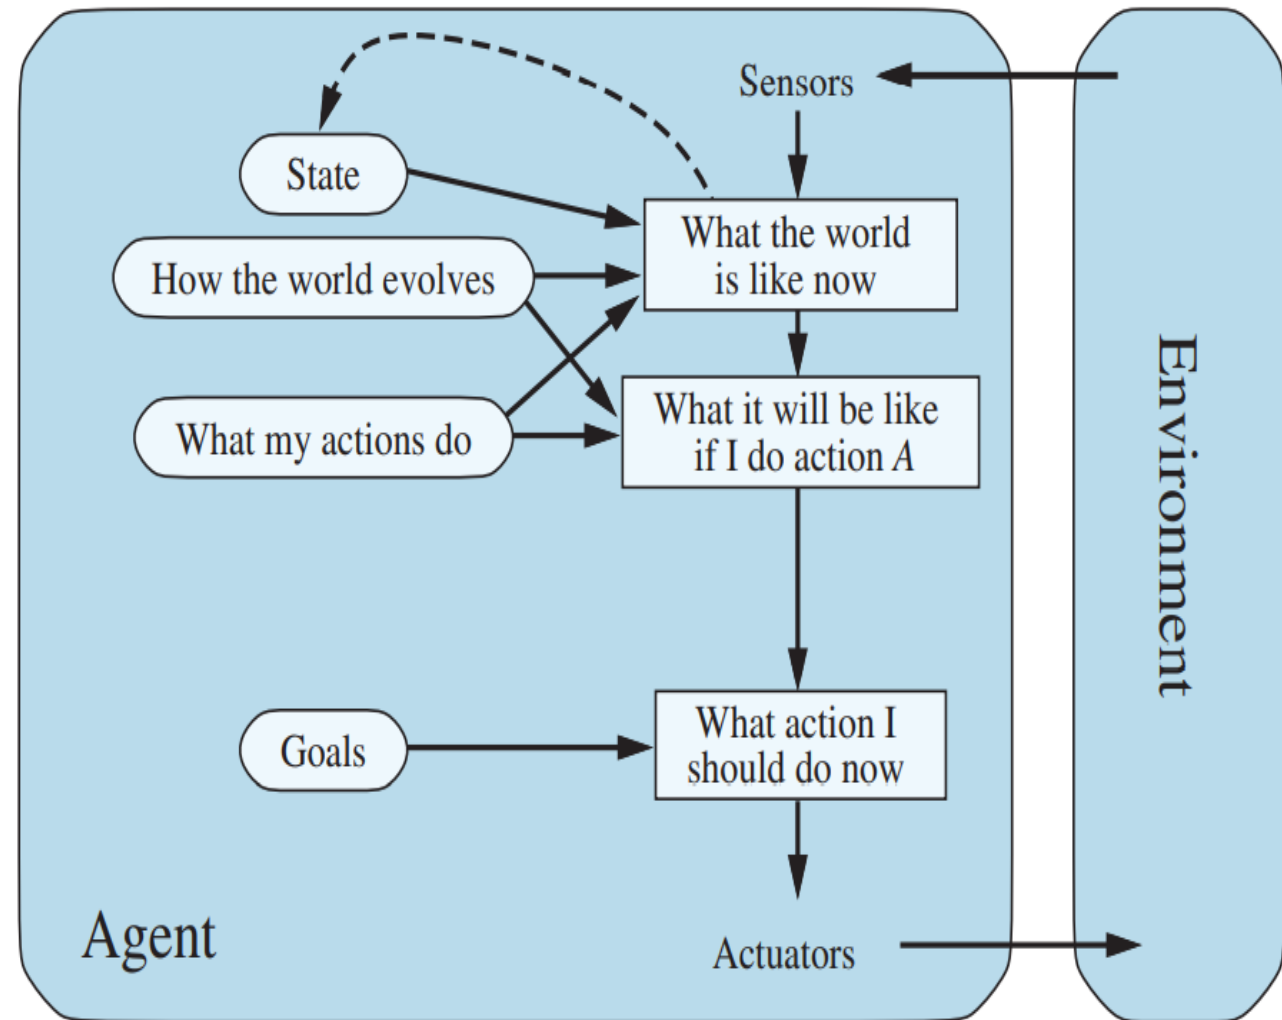 Sensors
State
What the world
is like now
How the world evolves
What it will be like
if I do action A
What my actions do
Environment
What action I
should do now
Goals
Agent
Actuators